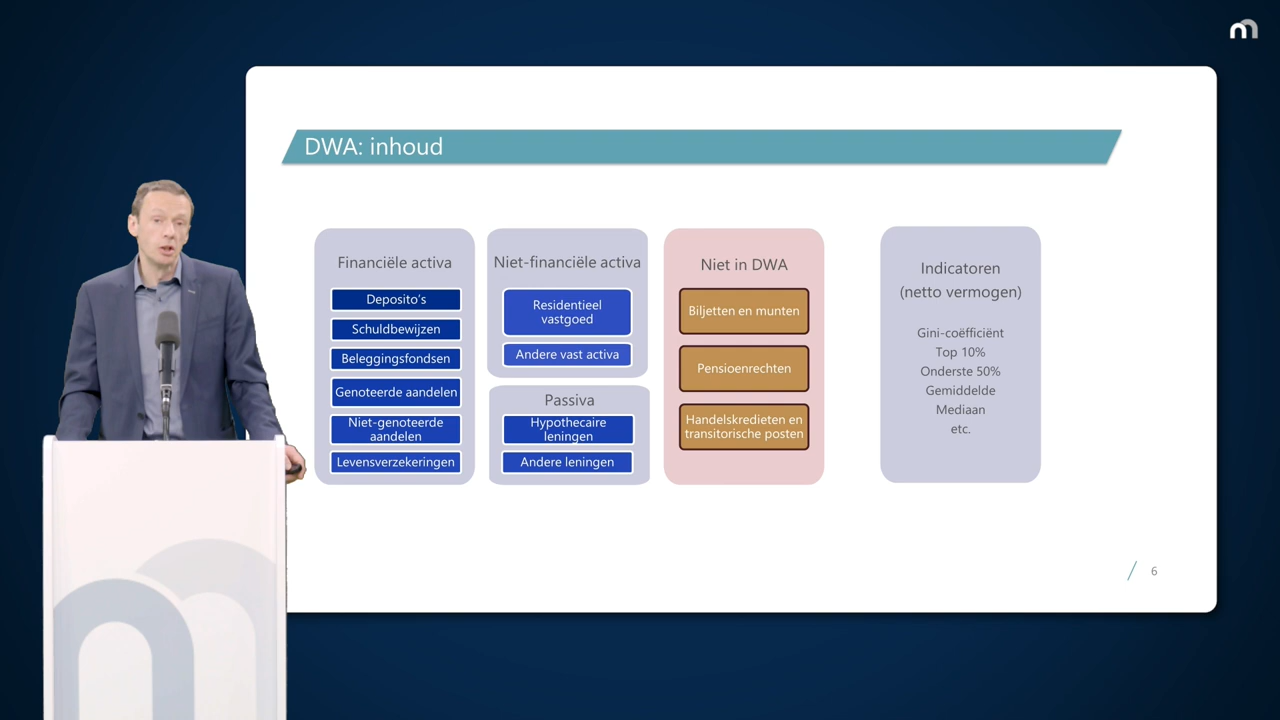 DWA: inhoud
Financiële activa
Deposito's
Schuldbewijzen
Beleggingsfondsen
Genoteerde aandelen
Niet-genoteerde
aandelen
Levensverzekeringen
Niet-financiële activa
Residentieel
vastgoed
Andere vast activa
Passiva
Hypothecaire
leningen
Andere leningen
Niet in DWA
Biljetten en munten
Pensioenrechten
Handelskredieten en
transitorische posten
Indicatoren
(netto vermogen)
Gini-coëfficiënt
Top 10%
Onderste 50%
Gemiddelde
Mediaan
etc.
6